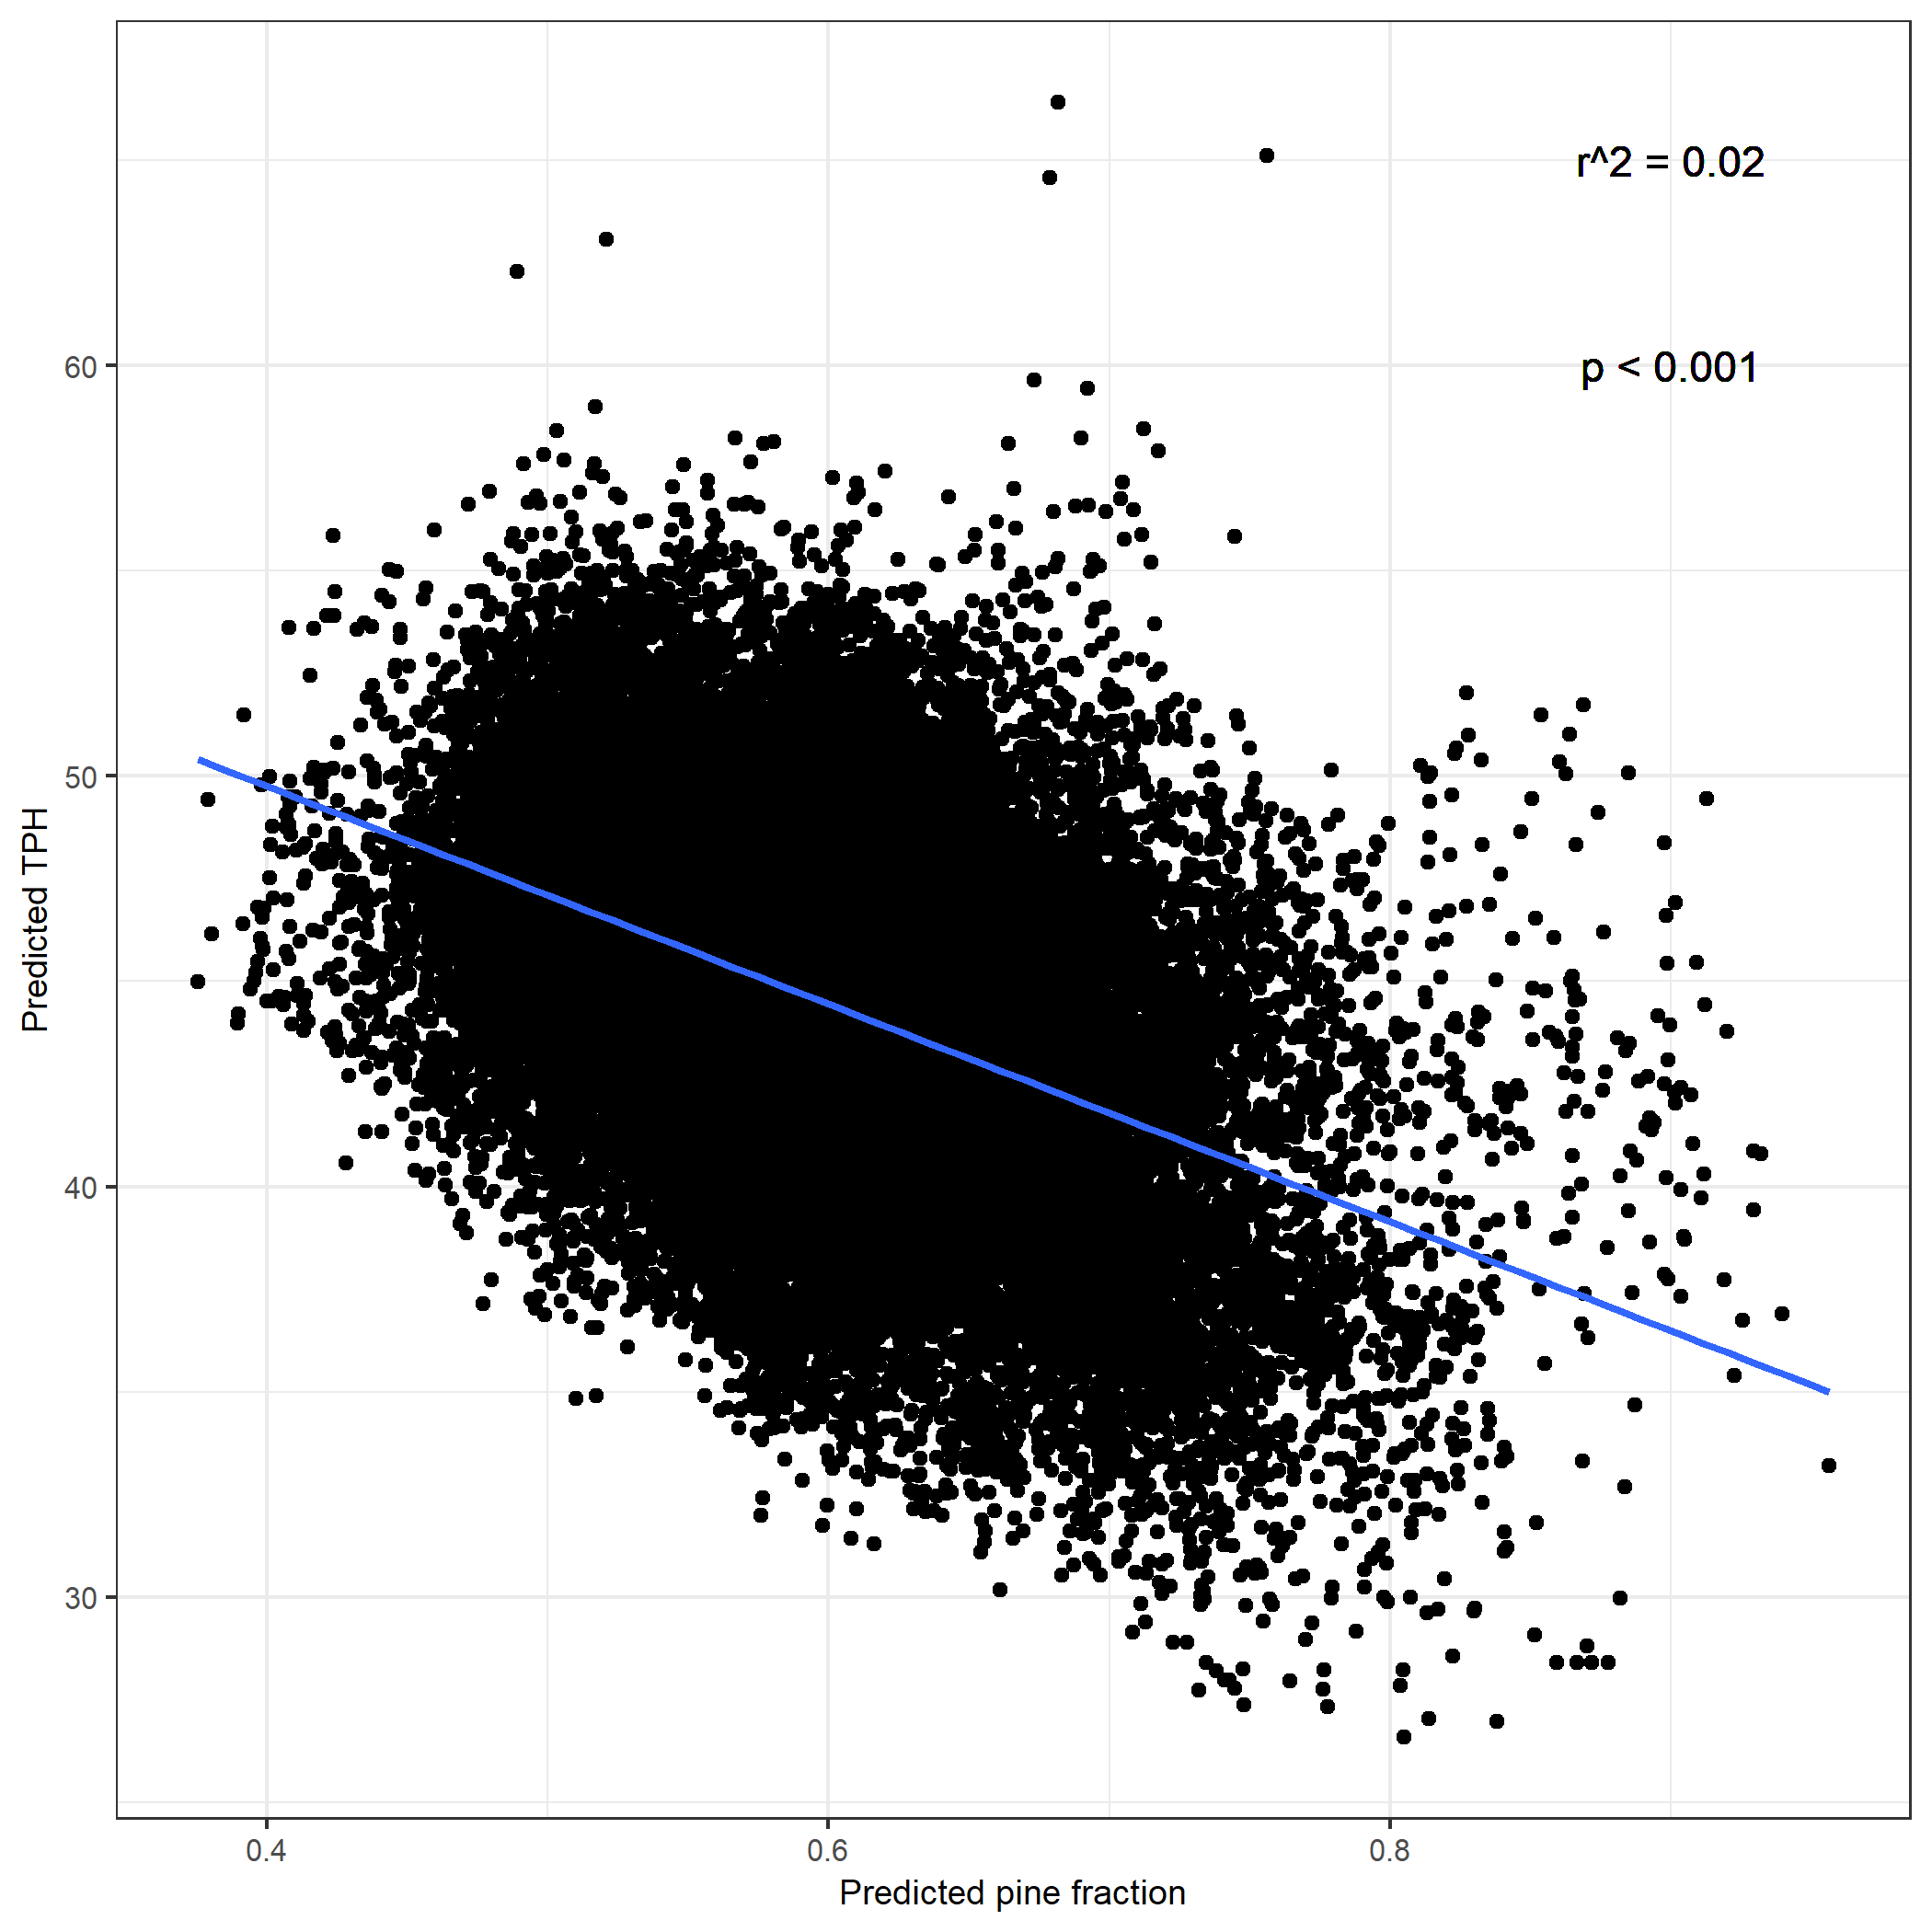 r^2 = 0.02
p < 0.001
60
50
40
30
Predicted TPH
0.4 0.6 0.8
Predicted pine fraction